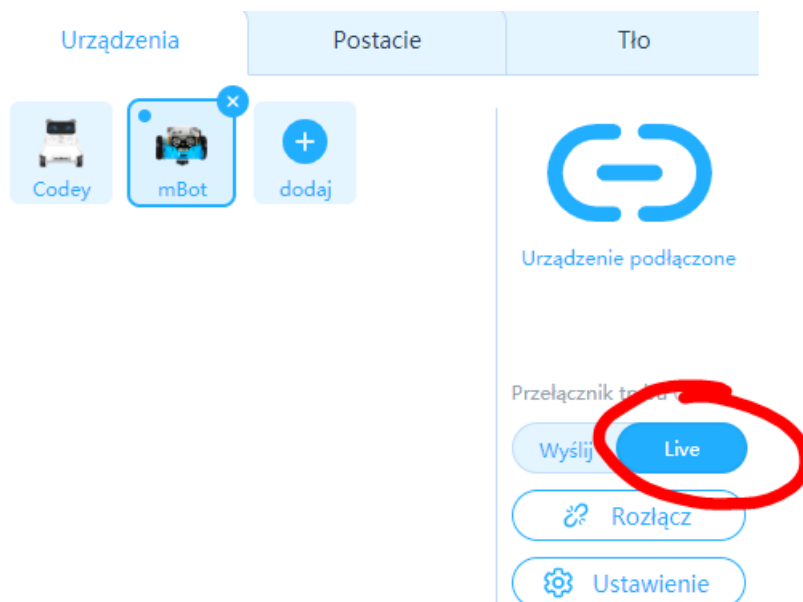 Urządzenia Postacie Tło
Codey mBot dodaj
Urządzenie podłączone
Przełącznik
Wyślij Live
Rozłącz
Ustawienie